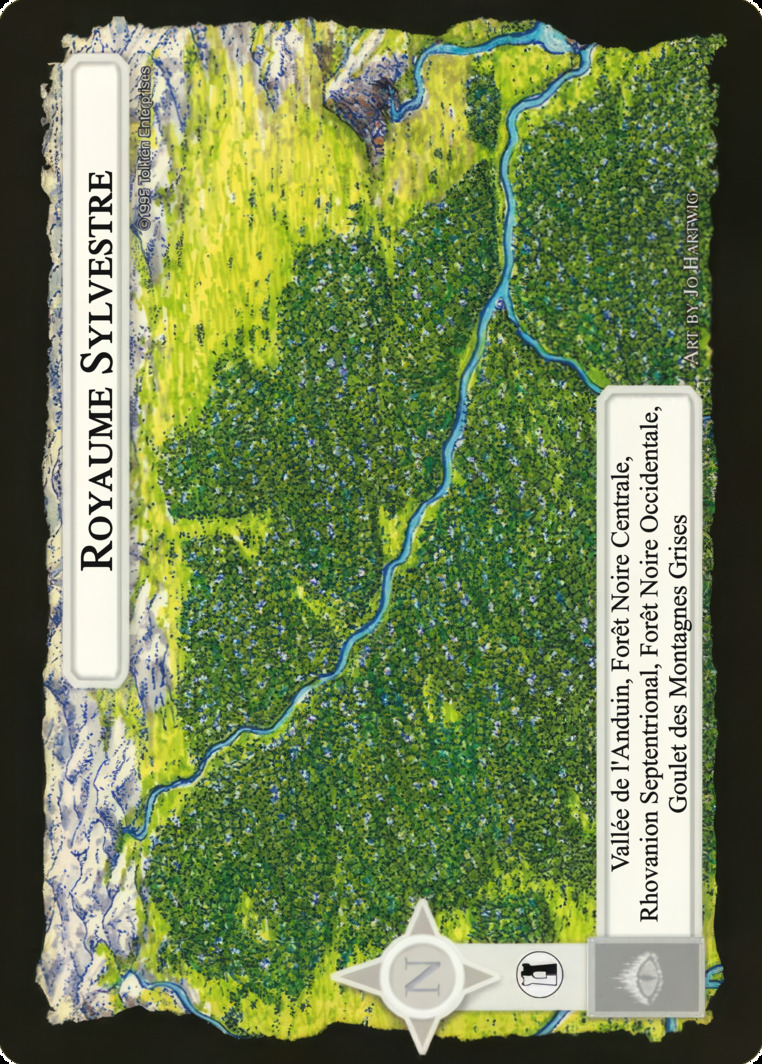 ROYAUME SYLVESTRE
©1995 Tolkien Enterprises
ART BY JO HARTWIG
Vallée de l'Anduin, Forêt Noire Centrale,
Rhovanion Septentrional, Forêt Noire Occidentale,
Goulet des Montagnes Grises
N